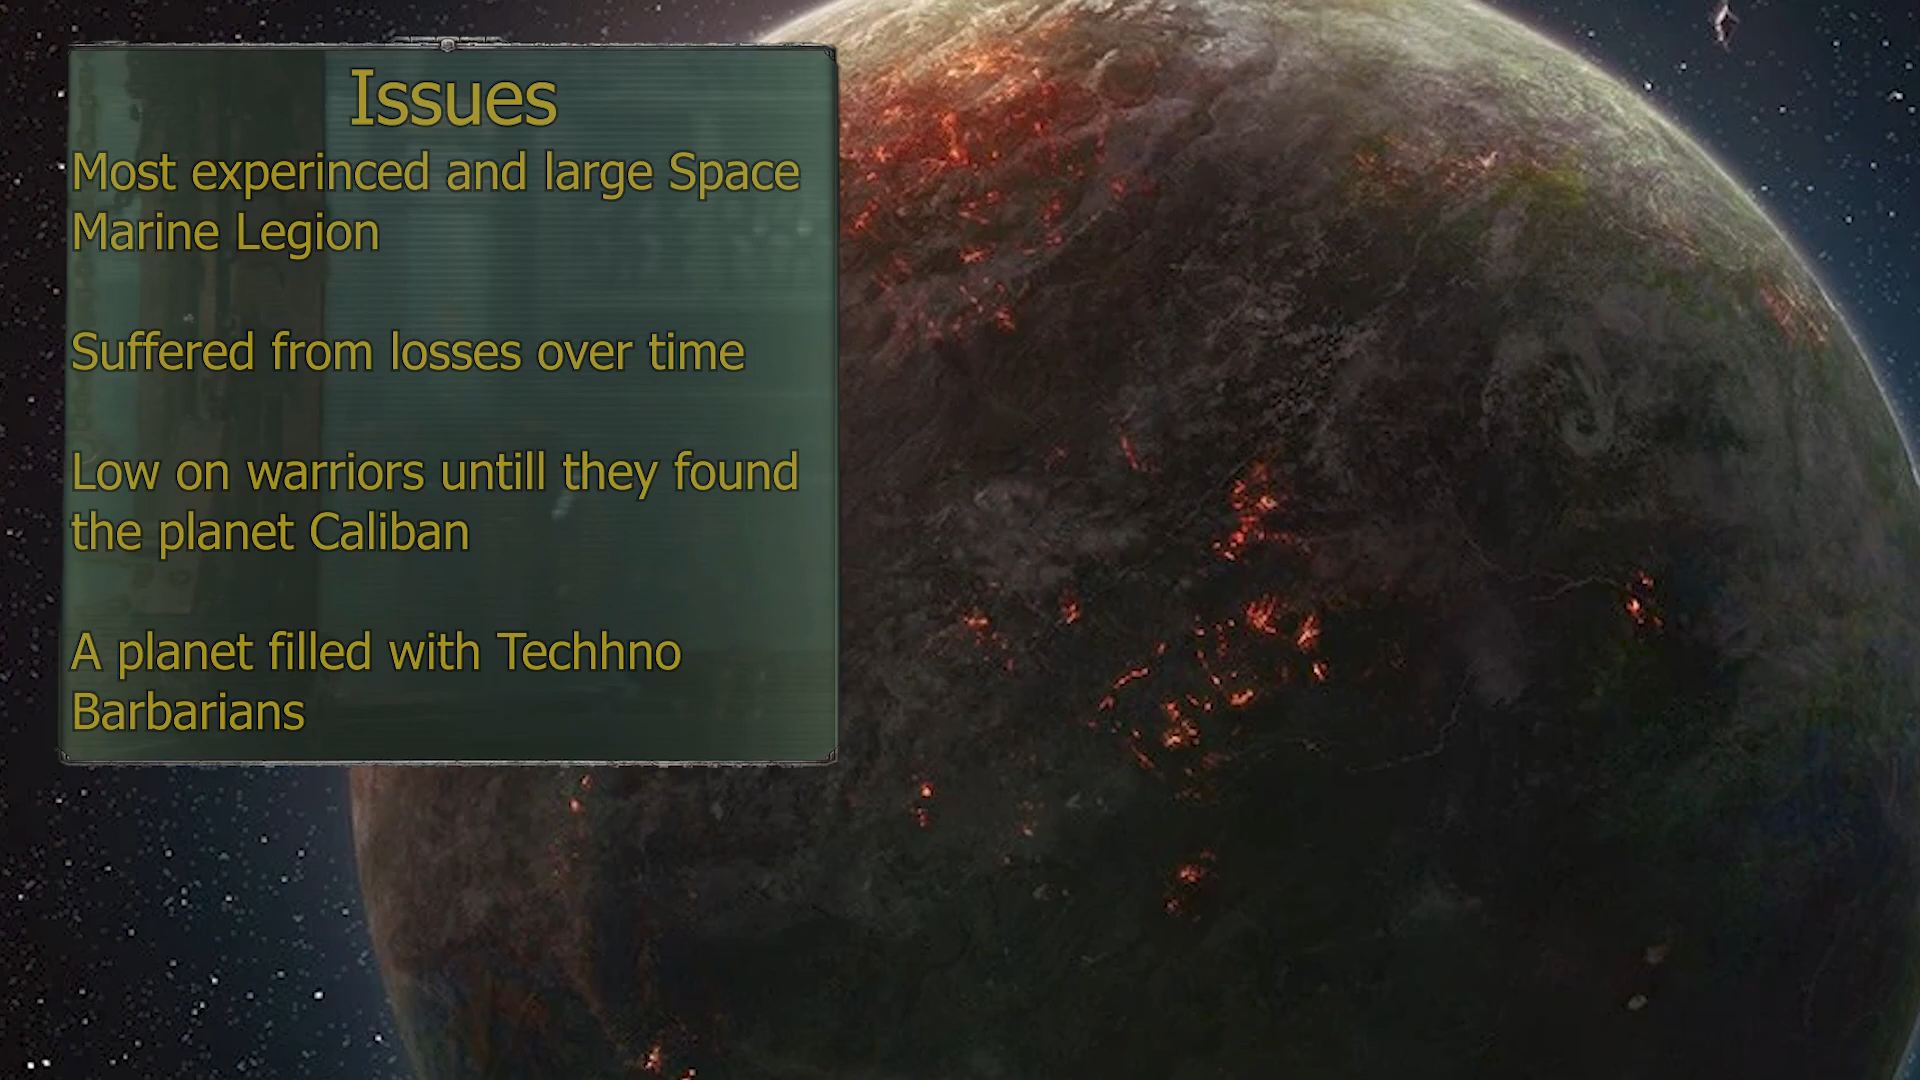 Issues
Most experinced and large Space
Marine Legion
Suffered from losses over time
Low on warriors untill they found
the planet Caliban
A planet filled with Techhno
Barbarians